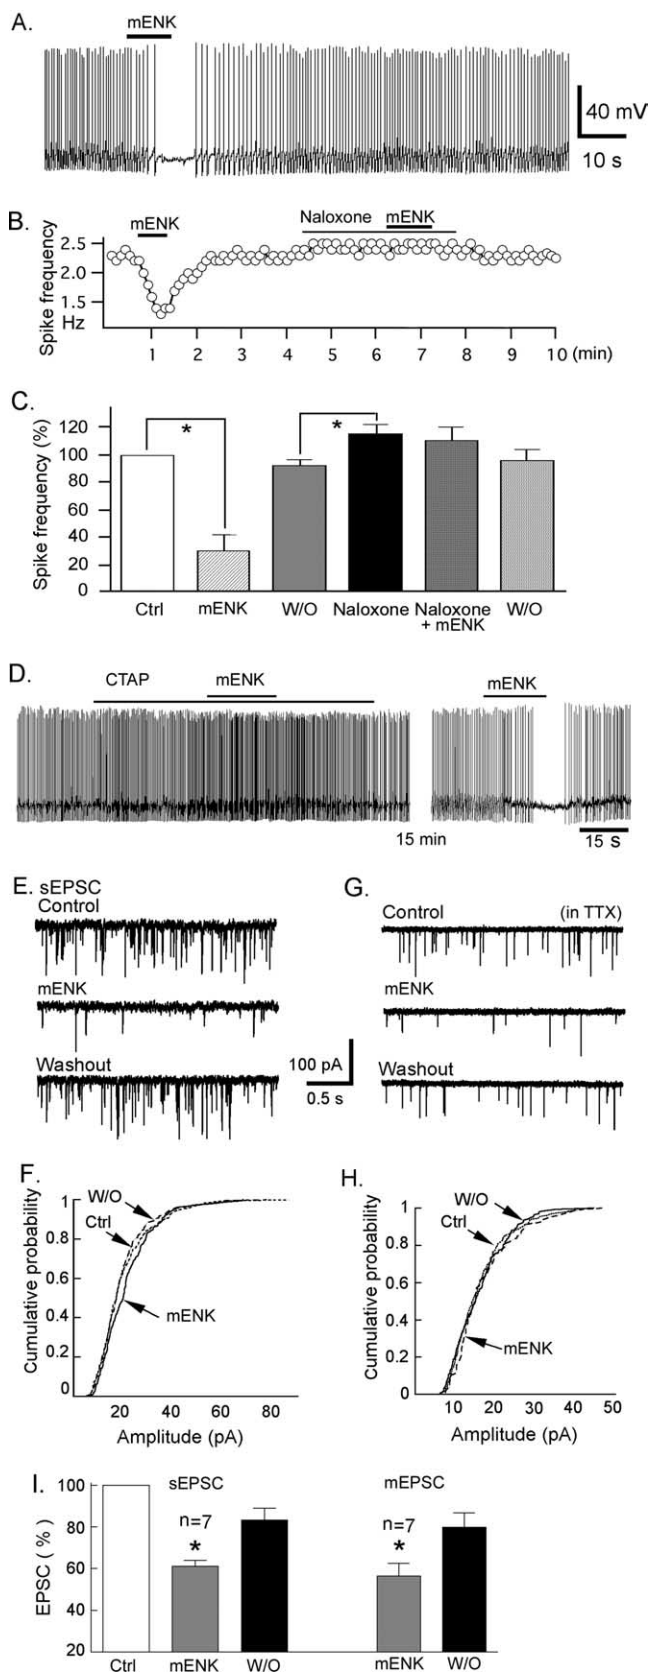 A.
mENK
40 mV
10 s
B.
mENK
Naloxone
mENK
Spike frequency
2.5
2.0
1.5
Hz
1 2 3 4 5 6 7 8 9 10 (min)
C.
Spike frequency (%)
120
100
80
60
40
20
0
*
*
Ctrl mENK W/O Naloxone Naloxone + mENK W/O
D.
CTAP
mENK
mENK
15 min
15 s
E.
sEPSC
Control
mENK
Washout
100 pA
0.5 s
G.
Control (in TTX)
mENK
Washout
F.
Cumulative probability
1
0.8
0.6
0.4
0.2
0
W/O
Ctrl
mENK
20 40 60 80
Amplitude (pA)
H.
Cumulative probability
1
0.8
0.6
0.4
0.2
0
W/O
Ctrl
mENK
10 20 30 40 50
Amplitude (pA)
I.
EPSC ( % )
100
80
60
40
20
sEPSC
n=7
*
mEPSC
n=7
*
Ctrl mENK W/O mENK W/O